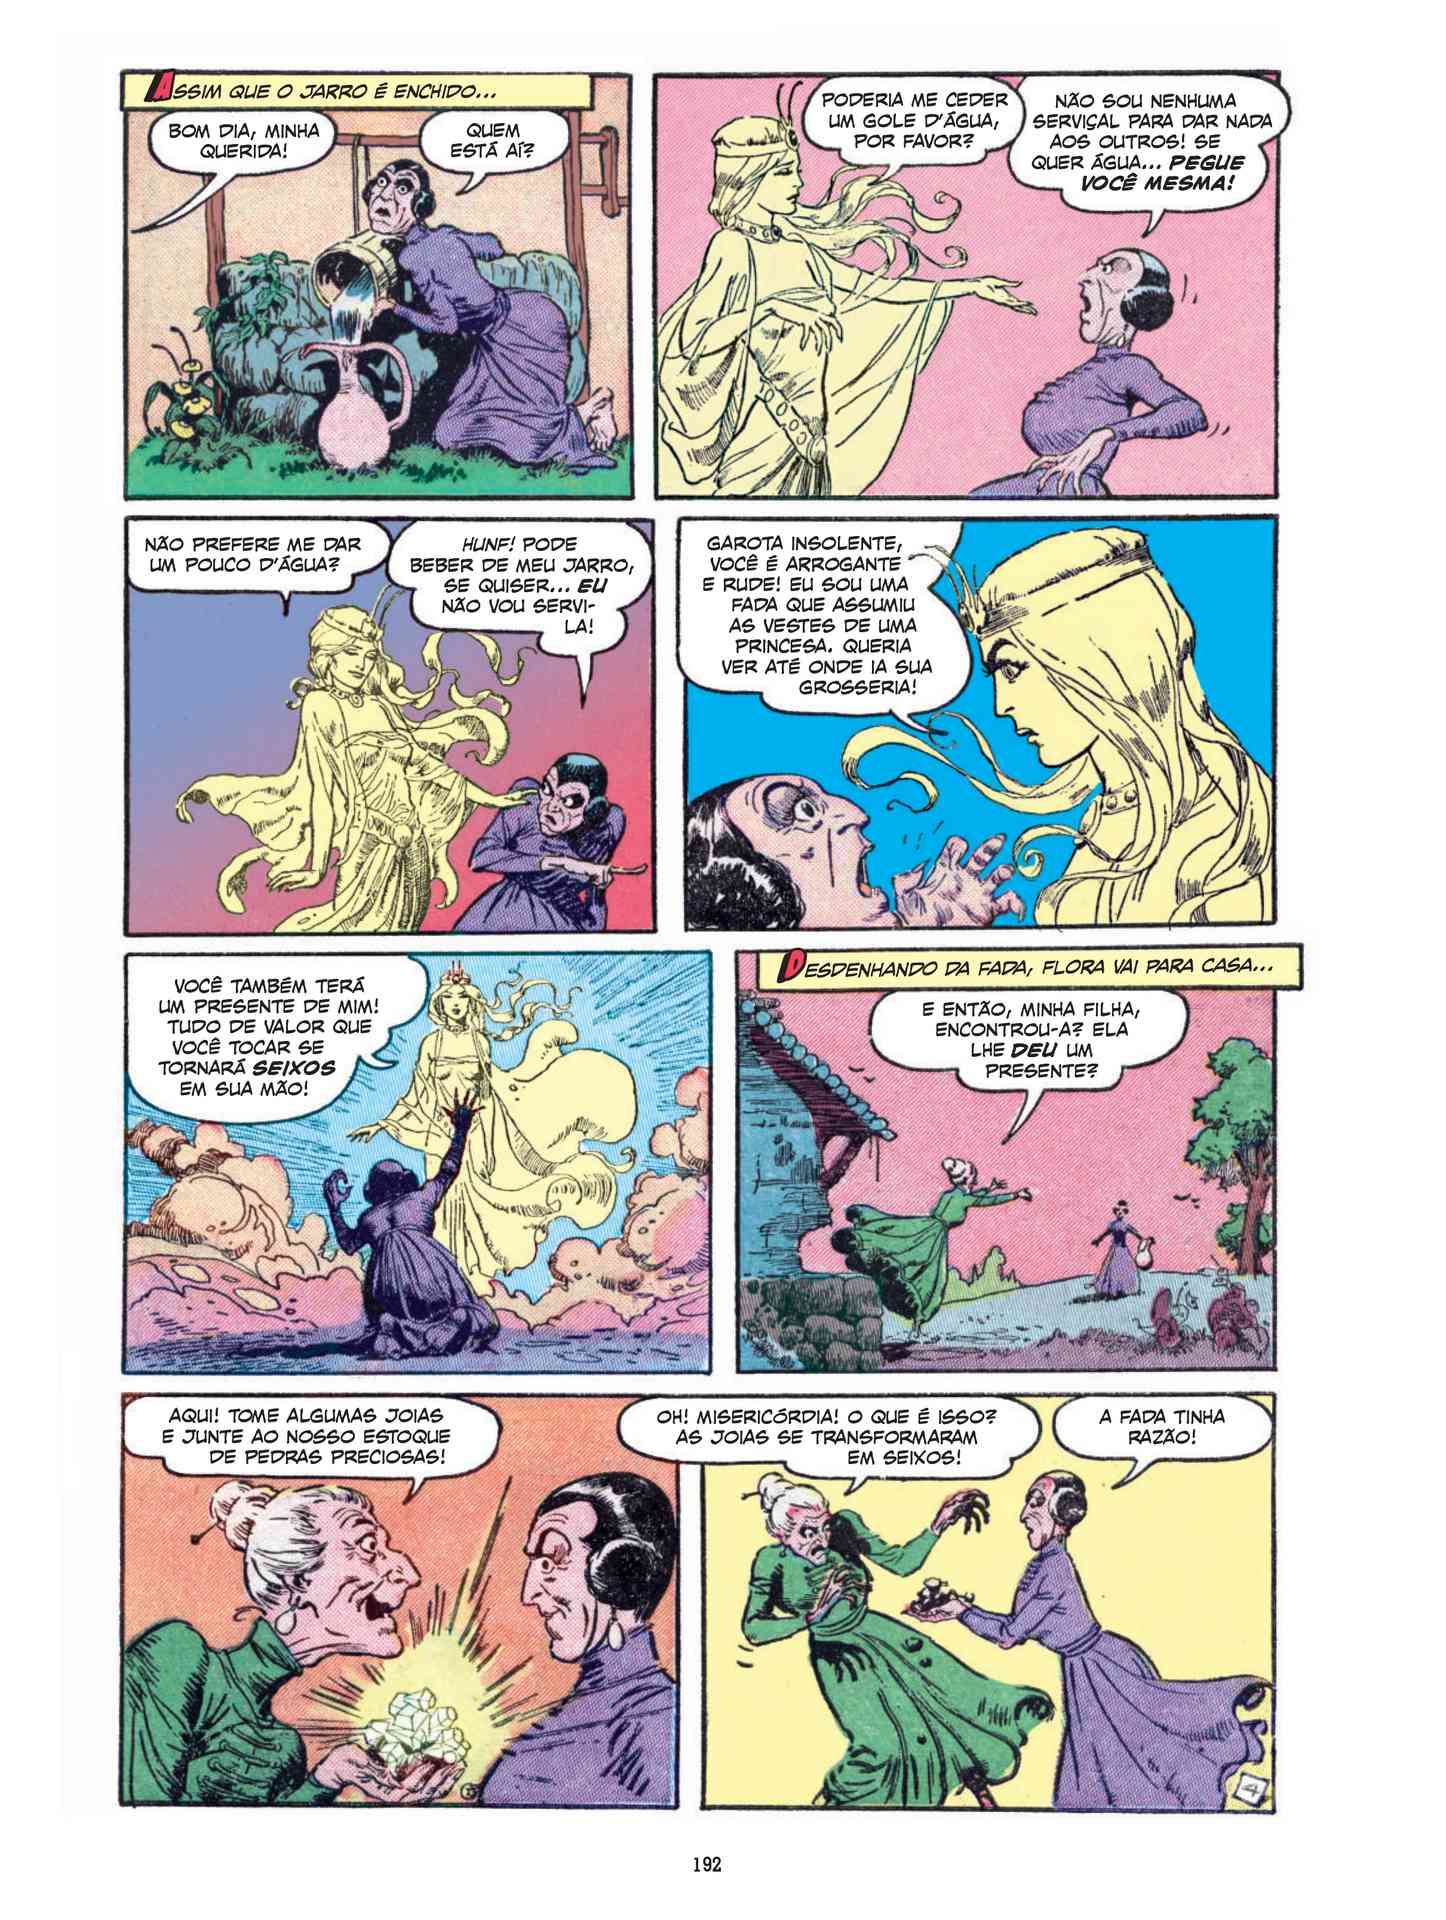 ASSIM QUE O JARRO É ENCHIDO...
BOM DIA, MINHA
QUERIDA!
QUEM
ESTÁ AÍ?
PODERIA ME CEDER
UM GOLE D'ÁGUA,
POR FAVOR?
NÃO SOU NENHUMA
SERVIÇAL PARA DAR NADA
AOS OUTROS! SE
QUER ÁGUA... PEGUE
VOCÊ MESMA!
NÃO PREFERE ME DAR
UM POUCO D'ÁGUA?
HUNF! PODE
BEBER DE MEU JARRO,
SE QUISER... EU
NÃO VOU SERVI-
LA!
GAROTA INSOLENTE,
VOCÊ É ARROGANTE
E RUDE! EU SOU UMA
FADA QUE ASSUMIU
AS VESTES DE UMA
PRINCESA. QUERIA
VER ATÉ ONDE IA SUA
GROSSERIA!
VOCÊ TAMBÉM TERÁ
UM PRESENTE DE MIM!
TUDO DE VALOR QUE
VOCÊ TOCAR SE
TORNARÁ SEIXOS
EM SUA MÃO!
DESDENHANDO DA FADA, FLORA VAI PARA CASA...
E ENTÃO, MINHA FILHA,
ENCONTROU-A? ELA
LHE DEU UM
PRESENTE?
AQUI! TOME ALGUMAS JOIAS
E JUNTE AO NOSSO ESTOQUE
DE PEDRAS PRECIOSAS!
OH! MISERICÓRDIA! O QUE É ISSO?
AS JOIAS SE TRANSFORMARAM
EM SEIXOS!
A FADA TINHA
RAZÃO!
4
192